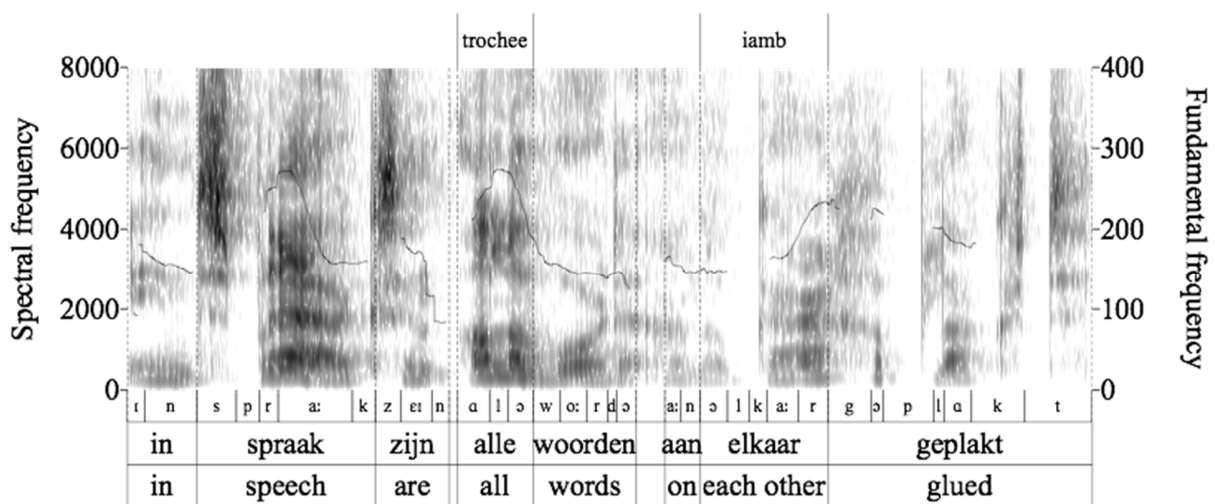 trochee iamb
8000 400
6000 300
4000 200
2000 100
0 0
Spectral frequency
Fundamental frequency
ɪ n s p r aː k z ɛɪ n ɑ l ə w oː r d ə aː n ɔ l k aː r g ə p l ɑ k t
in spraak zijn alle woorden aan elkaar geplakt
in speech are all words on each other glued